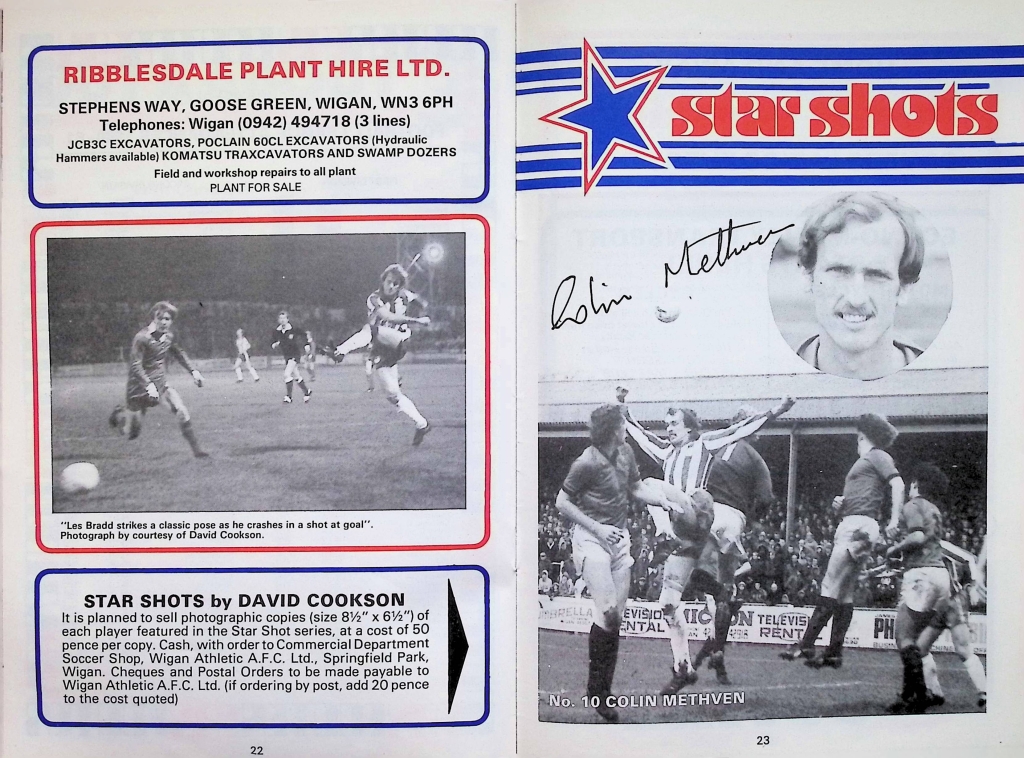 RIBBLESDALE PLANT HIRE LTD.
STEPHENS WAY, GOOSE GREEN, WIGAN, WN3 6PH
Telephones: Wigan (0942) 494718 (3 lines)
JCB3C EXCAVATORS, POCLAIN 60CL EXCAVATORS (Hydraulic
Hammers available) KOMATSU TRAXCAVATORS AND SWAMP DOZERS
Field and workshop repairs to all plant
PLANT FOR SALE
"Les Bradd strikes a classic pose as he crashes in a shot at goal".
Photograph by courtesy of David Cookson.
STAR SHOTS by DAVID COOKSON
It is planned to sell photographic copies (size 8½" x 6½") of
each player featured in the Star Shot series, at a cost of 50
pence per copy. Cash, with order to Commercial Department
Soccer Shop, Wigan Athletic A.F.C. Ltd., Springfield Park,
Wigan. Cheques and Postal Orders to be made payable to
Wigan Athletic A.F.C. Ltd. (if ordering by post, add 20 pence
to the cost quoted)
22
star shots
Colin Methven
TELEVISION
RENTAL
No. 10 COLIN METHVEN
23